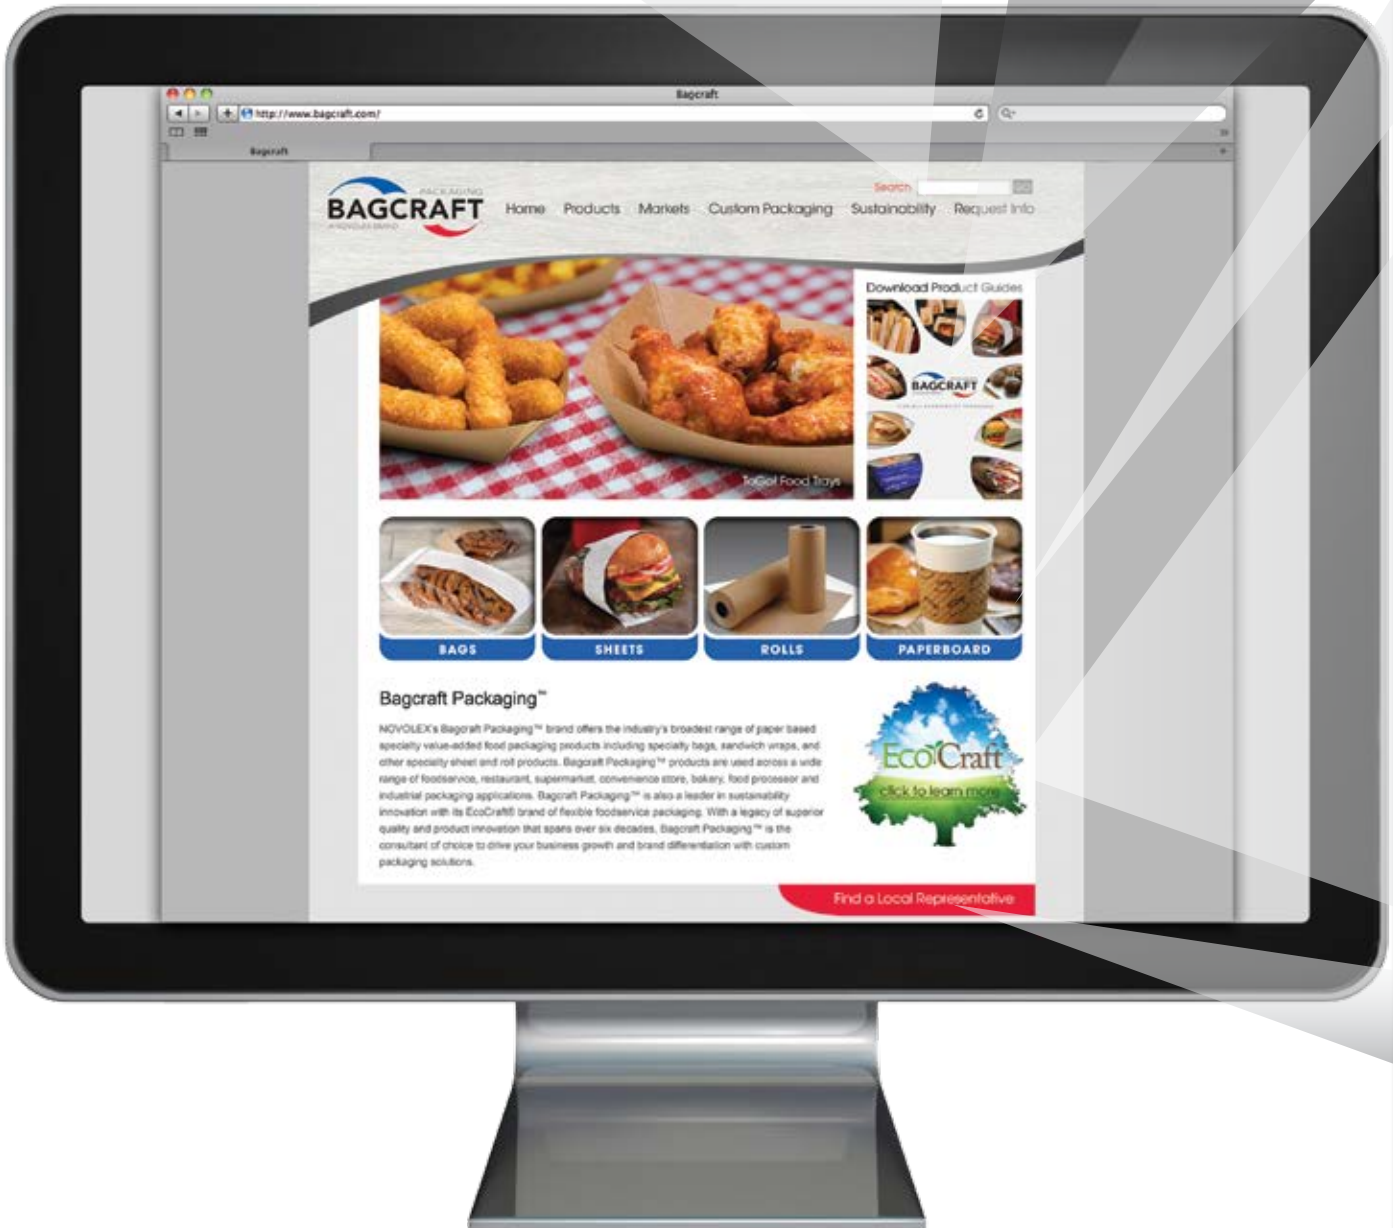 Bagcraft
http://www.bagcraft.com/
Bagcraft
Search
GO
PACKAGING
BAGCRAFT
A NOVOLEX BRAND
Home Products Markets Custom Packaging Sustainability Request Info
Download Product Guides
BAGCRAFT
ToGo! Food Trays
BAGS SHEETS ROLLS PAPERBOARD
Bagcraft Packaging™
NOVOLEX's Bagcraft Packaging™ brand offers the industry's broadest range of paper based
specialty value-added food packaging products including specialty bags, sandwich wraps, and
other specialty sheet and roll products. Bagcraft Packaging™ products are used across a wide
range of foodservice, restaurant, supermarket, convenience store, bakery, food processor and
industrial packaging applications. Bagcraft Packaging™ is also a leader in sustainability
innovation with its EcoCraft® brand of flexible foodservice packaging. With a legacy of superior
quality and product innovation that spans over six decades, Bagcraft Packaging™ is the
consultant of choice to drive your business growth and brand differentiation with custom
packaging solutions.
EcoCraft
click to learn more
Find a Local Representative